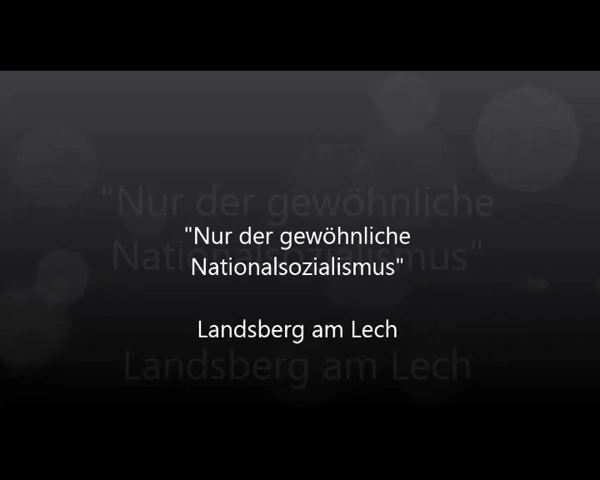 "Nur der gewöhnliche
Nationalsozialismus"
Landsberg am Lech